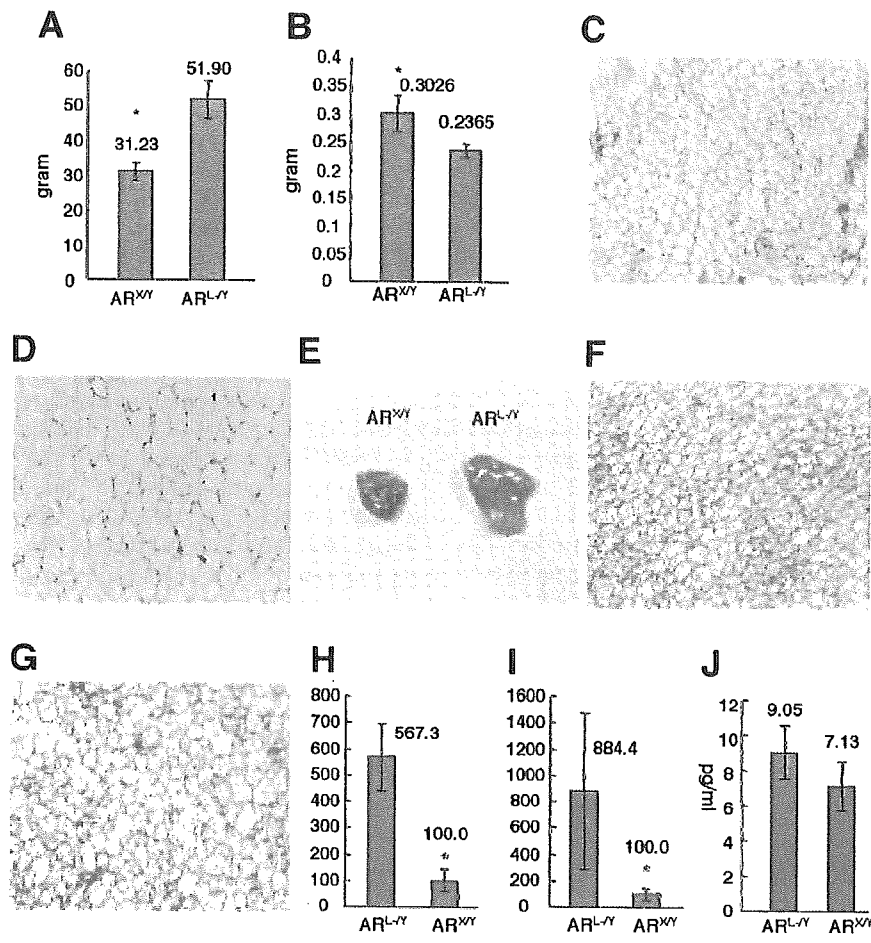 A
60
50
40
30
20
10
0
gram
*
31.23
51.90
AR^X/Y
AR^L-/Y
B
0.4
0.35
0.3
0.25
0.2
0.15
0.1
0.05
0
gram
*
0.3026
0.2365
AR^X/Y
AR^L-/Y
C
D
E
AR^X/Y
AR^L-/Y
F
G
H
800
700
600
500
400
300
200
100
0
567.3
100.0
*
AR^L-/Y
AR^X/Y
I
1600
1400
1200
1000
800
600
400
200
0
884.4
100.0
*
AR^L-/Y
AR^X/Y
J
12
10
8
6
4
2
0
pg/ml
9.05
7.13
AR^L-/Y
AR^X/Y